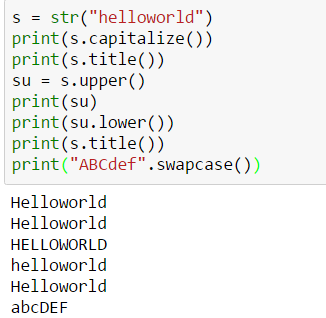 s = str("helloworld")
print(s.capitalize())
print(s.title())
su = s.upper()
print(su)
print(su.lower())
print(s.title())
print("ABCdef".swapcase())
Helloworld
Helloworld
HELLOWORLD
helloworld
Helloworld
abcDEF